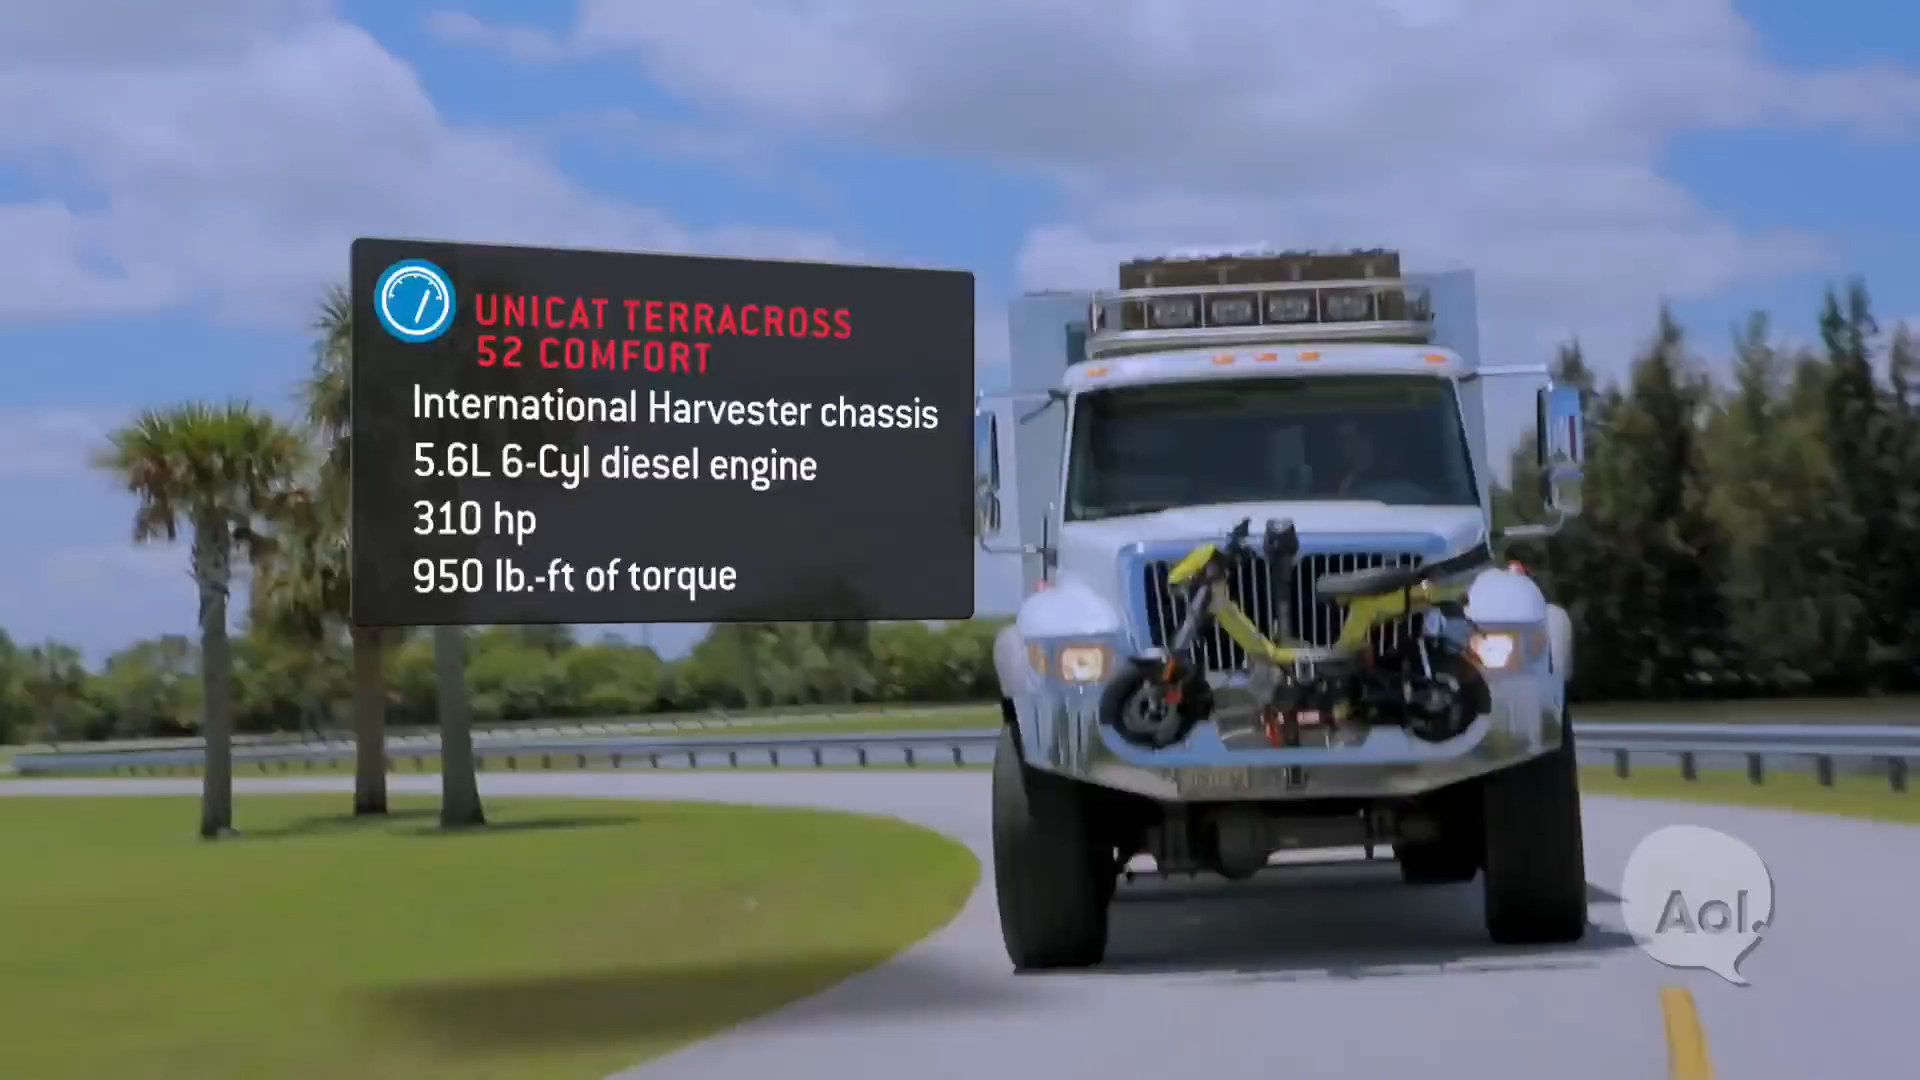 UNICAT TERRACROSS
52 COMFORT
International Harvester chassis
5.6L 6-Cyl diesel engine
310 hp
950 lb.-ft of torque
Aol.